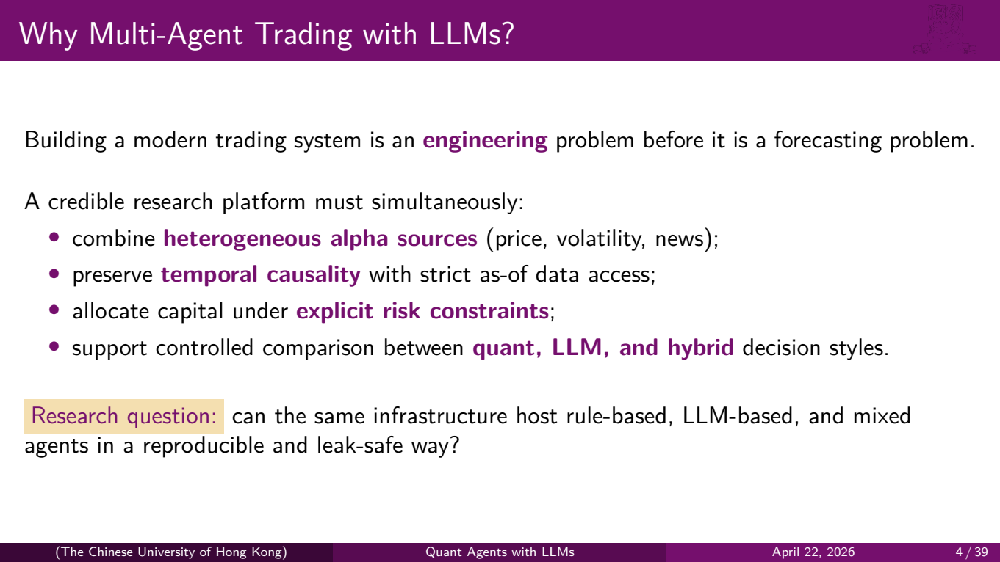 Why Multi-Agent Trading with LLMs?
Building a modern trading system is an engineering problem before it is a forecasting problem.
A credible research platform must simultaneously:
• combine heterogeneous alpha sources (price, volatility, news);
• preserve temporal causality with strict as-of data access;
• allocate capital under explicit risk constraints;
• support controlled comparison between quant, LLM, and hybrid decision styles.
Research question: can the same infrastructure host rule-based, LLM-based, and mixed
agents in a reproducible and leak-safe way?
(The Chinese University of Hong Kong) Quant Agents with LLMs April 22, 2026 4 / 39